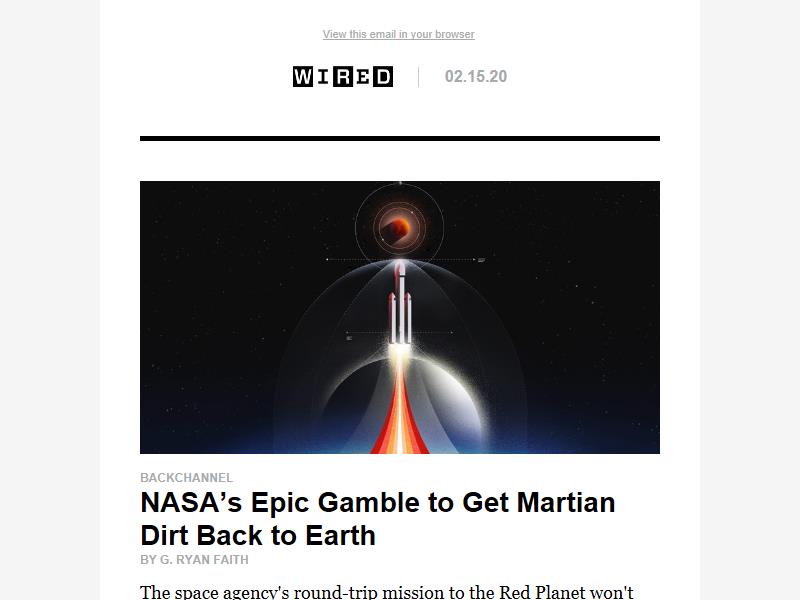 View this email in your browser
WIRED
02.15.20
BACKCHANNEL
NASA’s Epic Gamble to Get Martian
Dirt Back to Earth
BY G. RYAN FAITH
The space agency's round-trip mission to the Red Planet won't